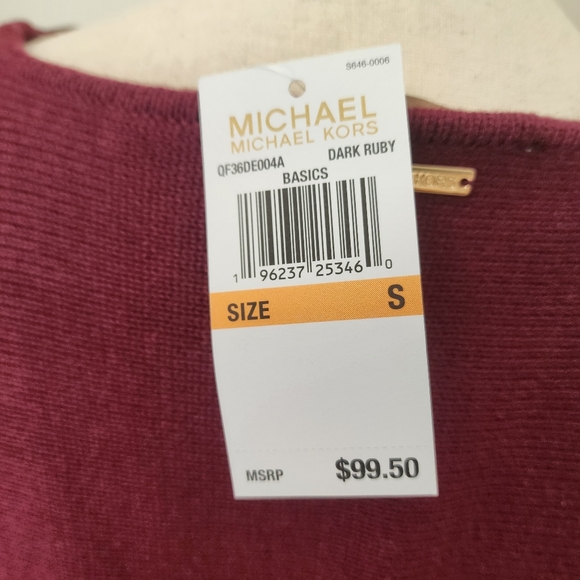 S646-0006
MICHAEL
MICHAEL KORS
QF36DE004A DARK RUBY
BASICS
1 96237 25346 0
SIZE S
MSRP $99.50